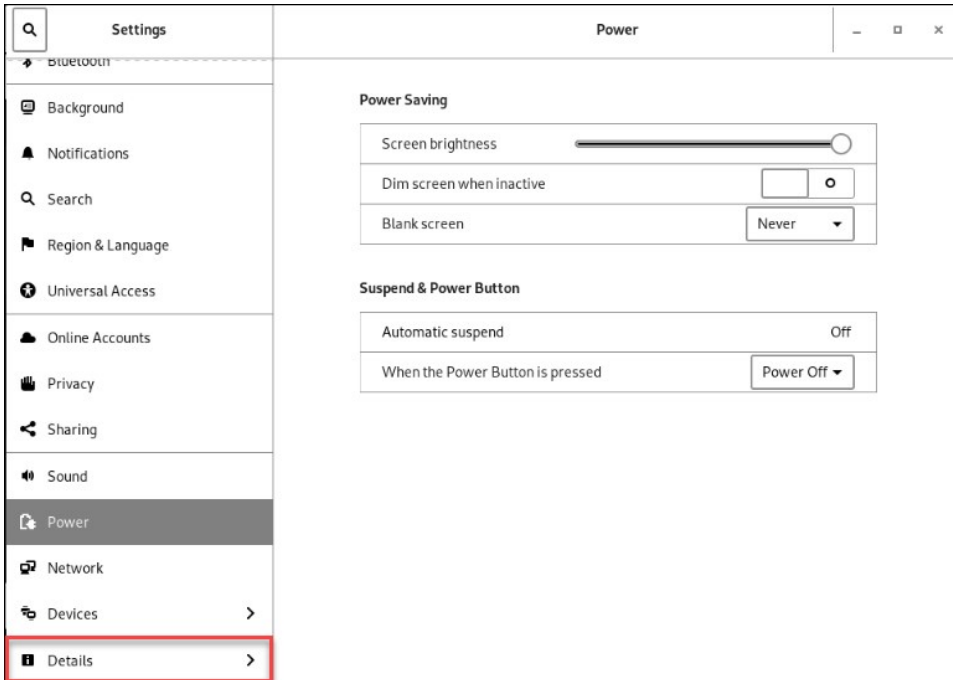 Settings
Power
Bluetooth
Background
Notifications
Search
Region & Language
Universal Access
Online Accounts
Privacy
Sharing
Sound
Power
Network
Devices
Details
Power Saving
Screen brightness
Dim screen when inactive
Blank screen Never
Suspend & Power Button
Automatic suspend Off
When the Power Button is pressed Power Off